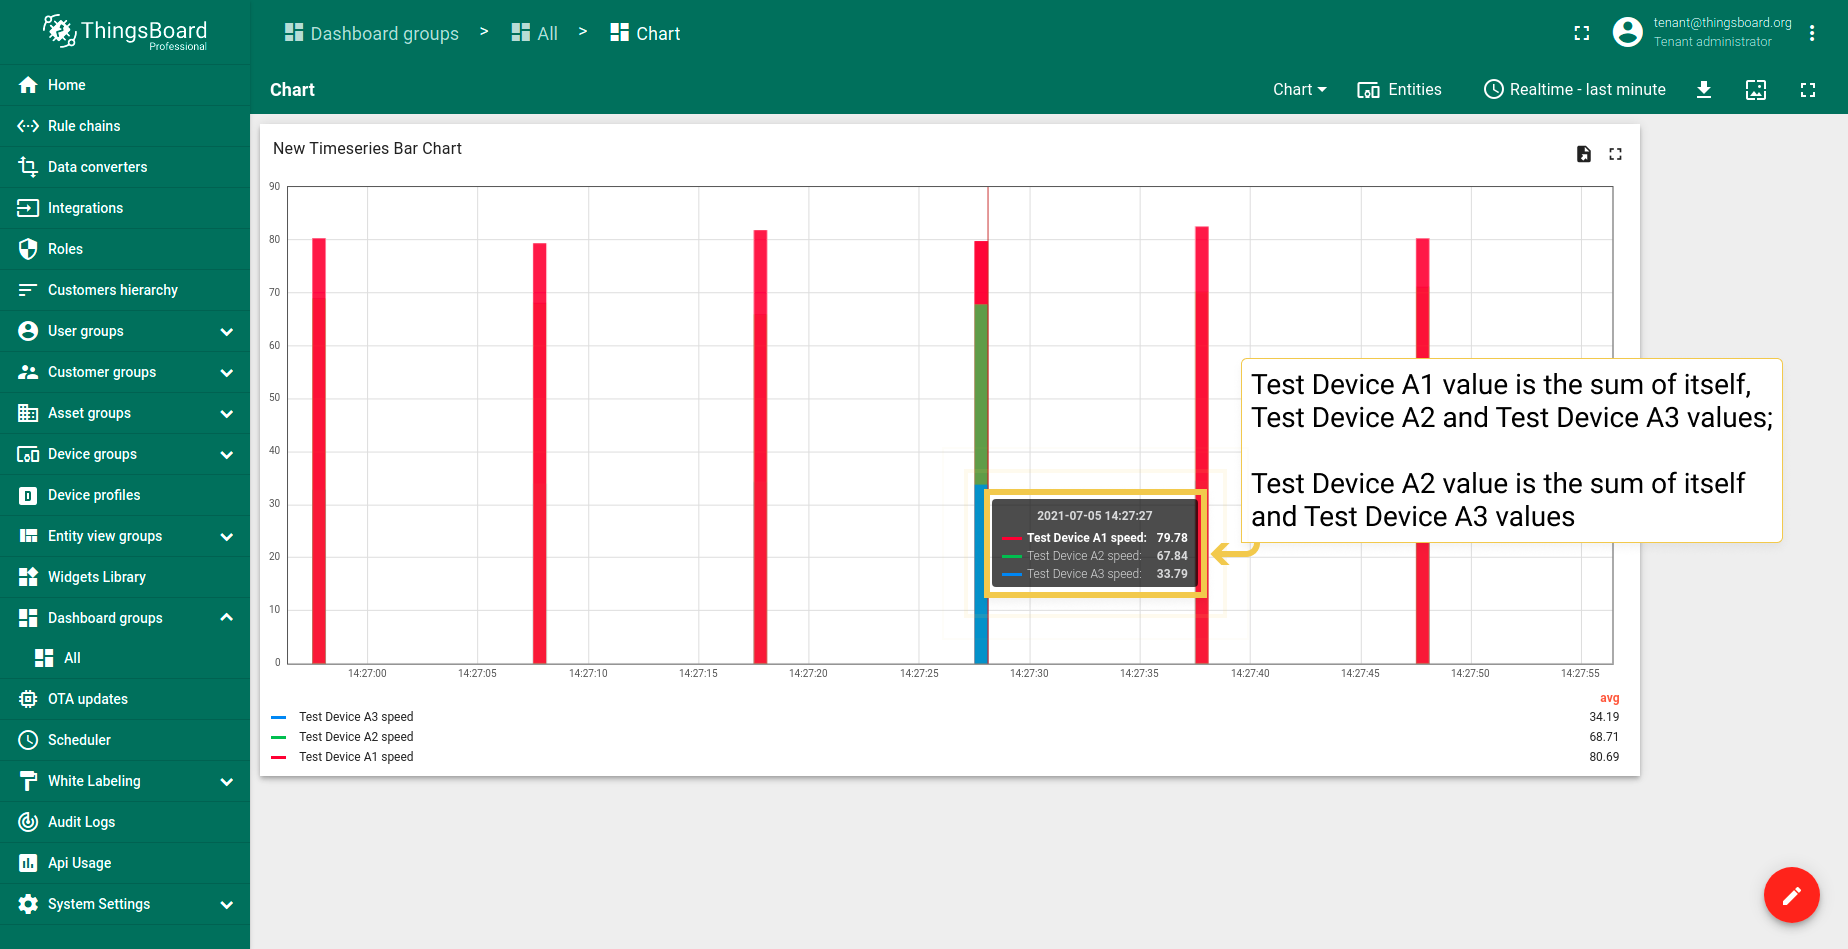 ThingsBoard
Professional
Dashboard groups > All > Chart
tenant@thingsboard.org
Tenant administrator
Home
Rule chains
Data converters
Integrations
Roles
Customers hierarchy
User groups
Customer groups
Asset groups
Device groups
Device profiles
Entity view groups
Widgets Library
Dashboard groups
All
OTA updates
Scheduler
White Labeling
Audit Logs
Api Usage
System Settings
Chart
Chart
Entities
Realtime - last minute
New Timeseries Bar Chart
90
80
70
60
50
40
30
20
10
0
14:27:00
14:27:05
14:27:10
14:27:15
14:27:20
14:27:25
14:27:30
14:27:35
14:27:40
14:27:45
14:27:50
14:27:55
2021-07-05 14:27:27
Test Device A1 speed: 79.78
Test Device A2 speed: 67.84
Test Device A3 speed: 33.79
Test Device A1 value is the sum of itself,
Test Device A2 and Test Device A3 values;
Test Device A2 value is the sum of itself
and Test Device A3 values
avg
Test Device A3 speed 34.19
Test Device A2 speed 68.71
Test Device A1 speed 80.69